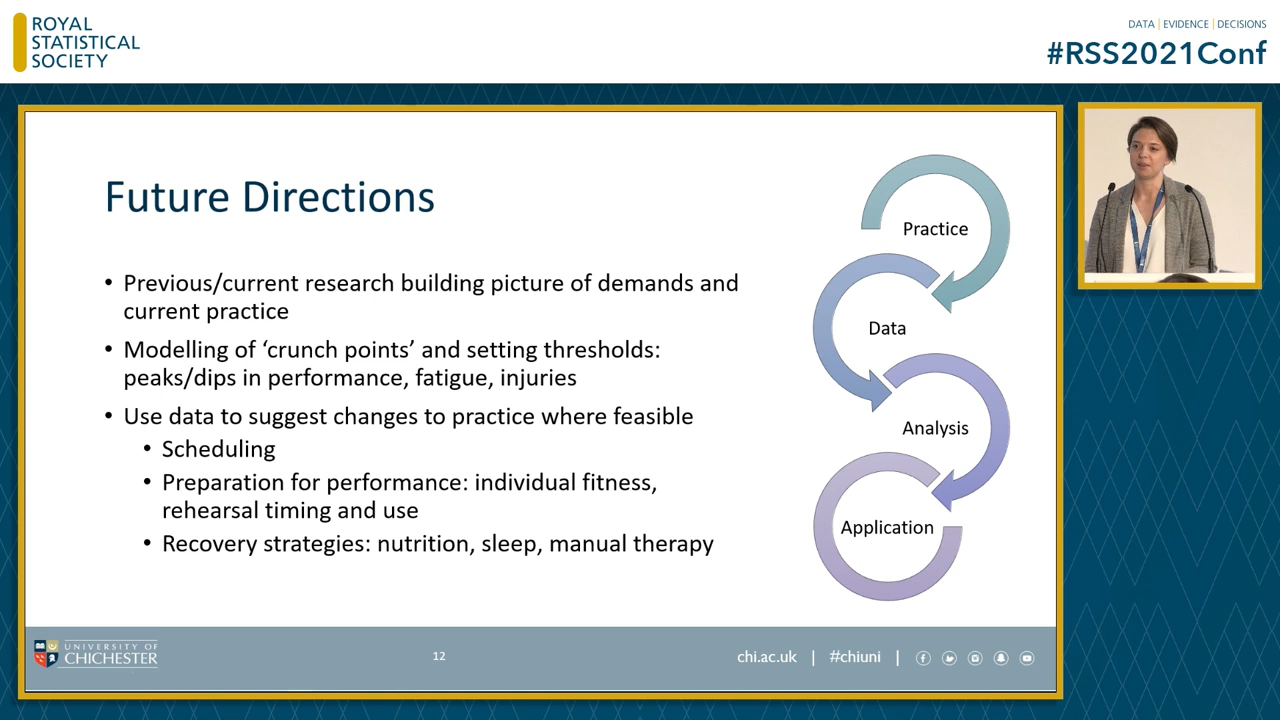 ROYAL
STATISTICAL
SOCIETY
DATA | EVIDENCE | DECISIONS
#RSS2021Conf
Future Directions
• Previous/current research building picture of demands and
current practice
• Modelling of ‘crunch points’ and setting thresholds:
peaks/dips in performance, fatigue, injuries
• Use data to suggest changes to practice where feasible
• Scheduling
• Preparation for performance: individual fitness,
rehearsal timing and use
• Recovery strategies: nutrition, sleep, manual therapy
Practice
Data
Analysis
Application
UNIVERSITY OF
CHICHESTER
12
chi.ac.uk | #chiuni |